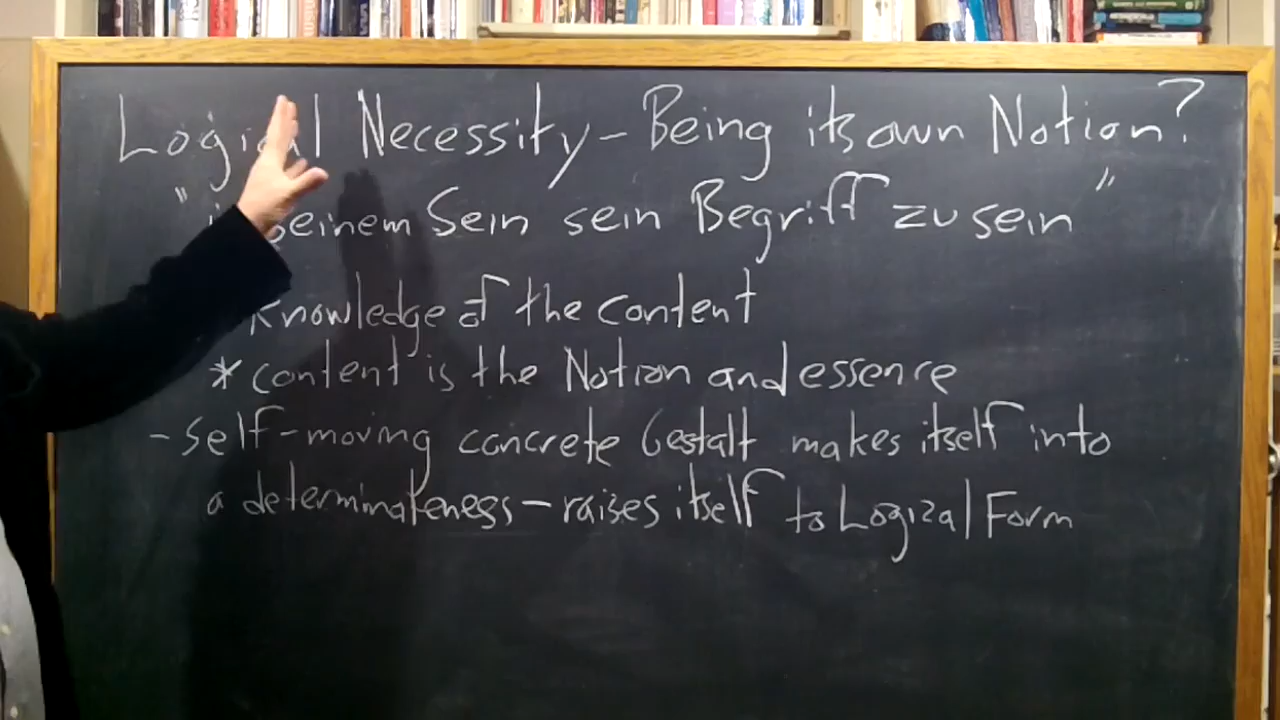 Logical Necessity - Being its own Notion?
" seinem Sein sein Begriff zu sein "
Knowledge of the content
* content is the Notion and essence
- Self-moving concrete Gestalt makes itself into
a determinateness - raises itself to Logical Form